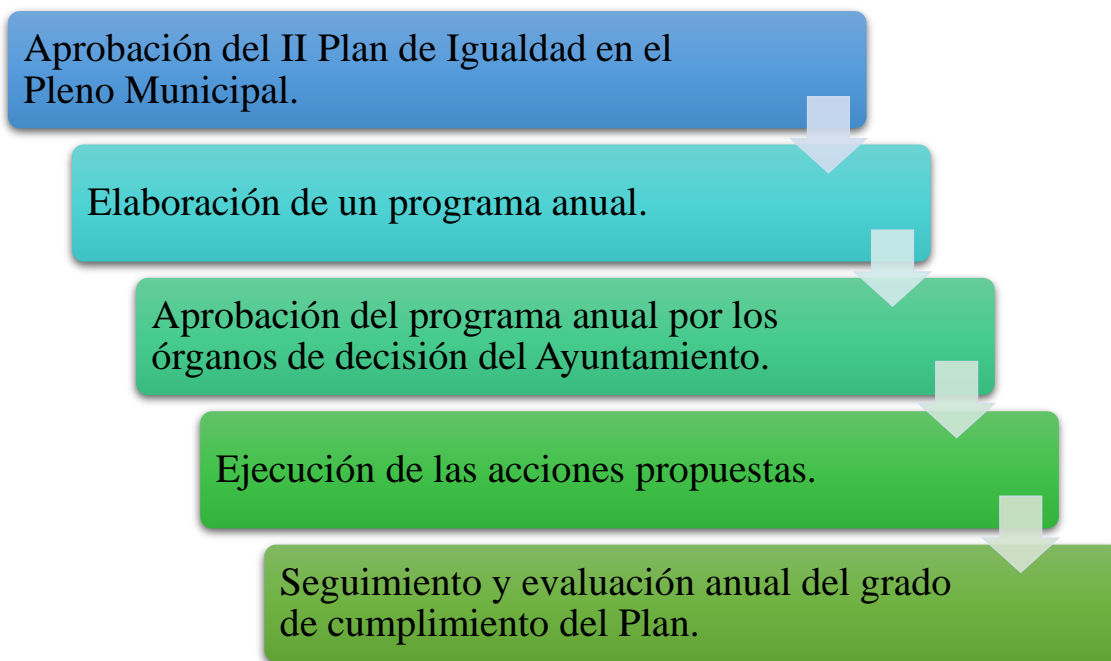 Aprobación del II Plan de Igualdad en el
Pleno Municipal.
Elaboración de un programa anual.
Aprobación del programa anual por los
órganos de decisión del Ayuntamiento.
Ejecución de las acciones propuestas.
Seguimiento y evaluación anual del grado
de cumplimiento del Plan.